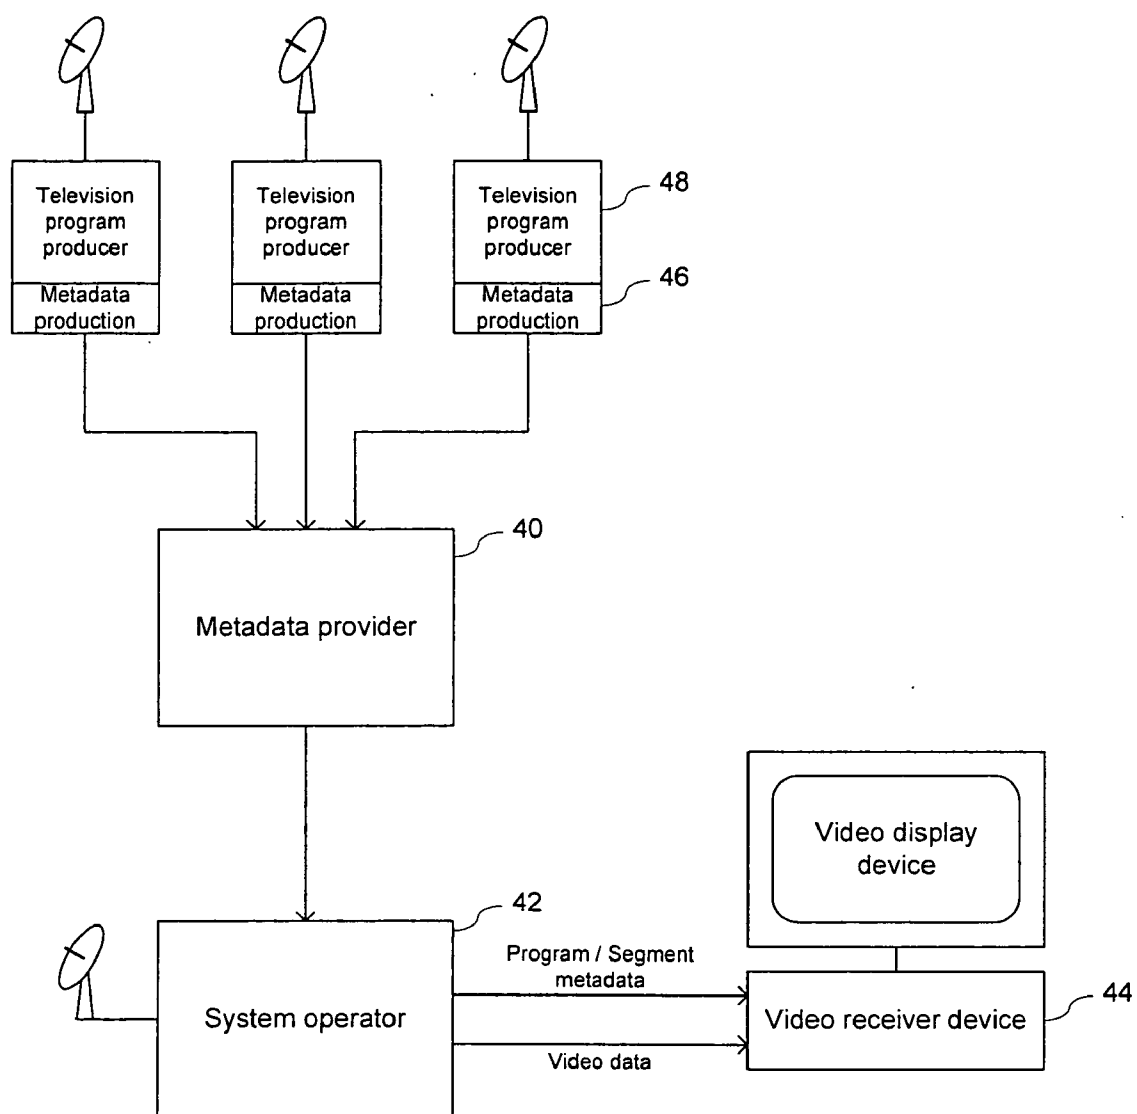 Television
program
producer
Metadata
production
Television
program
producer
Metadata
production
Television
program
producer
Metadata
production
48
46
40
Metadata provider
Video display
device
42
Program / Segment
metadata
System operator
Video data
44
Video receiver device